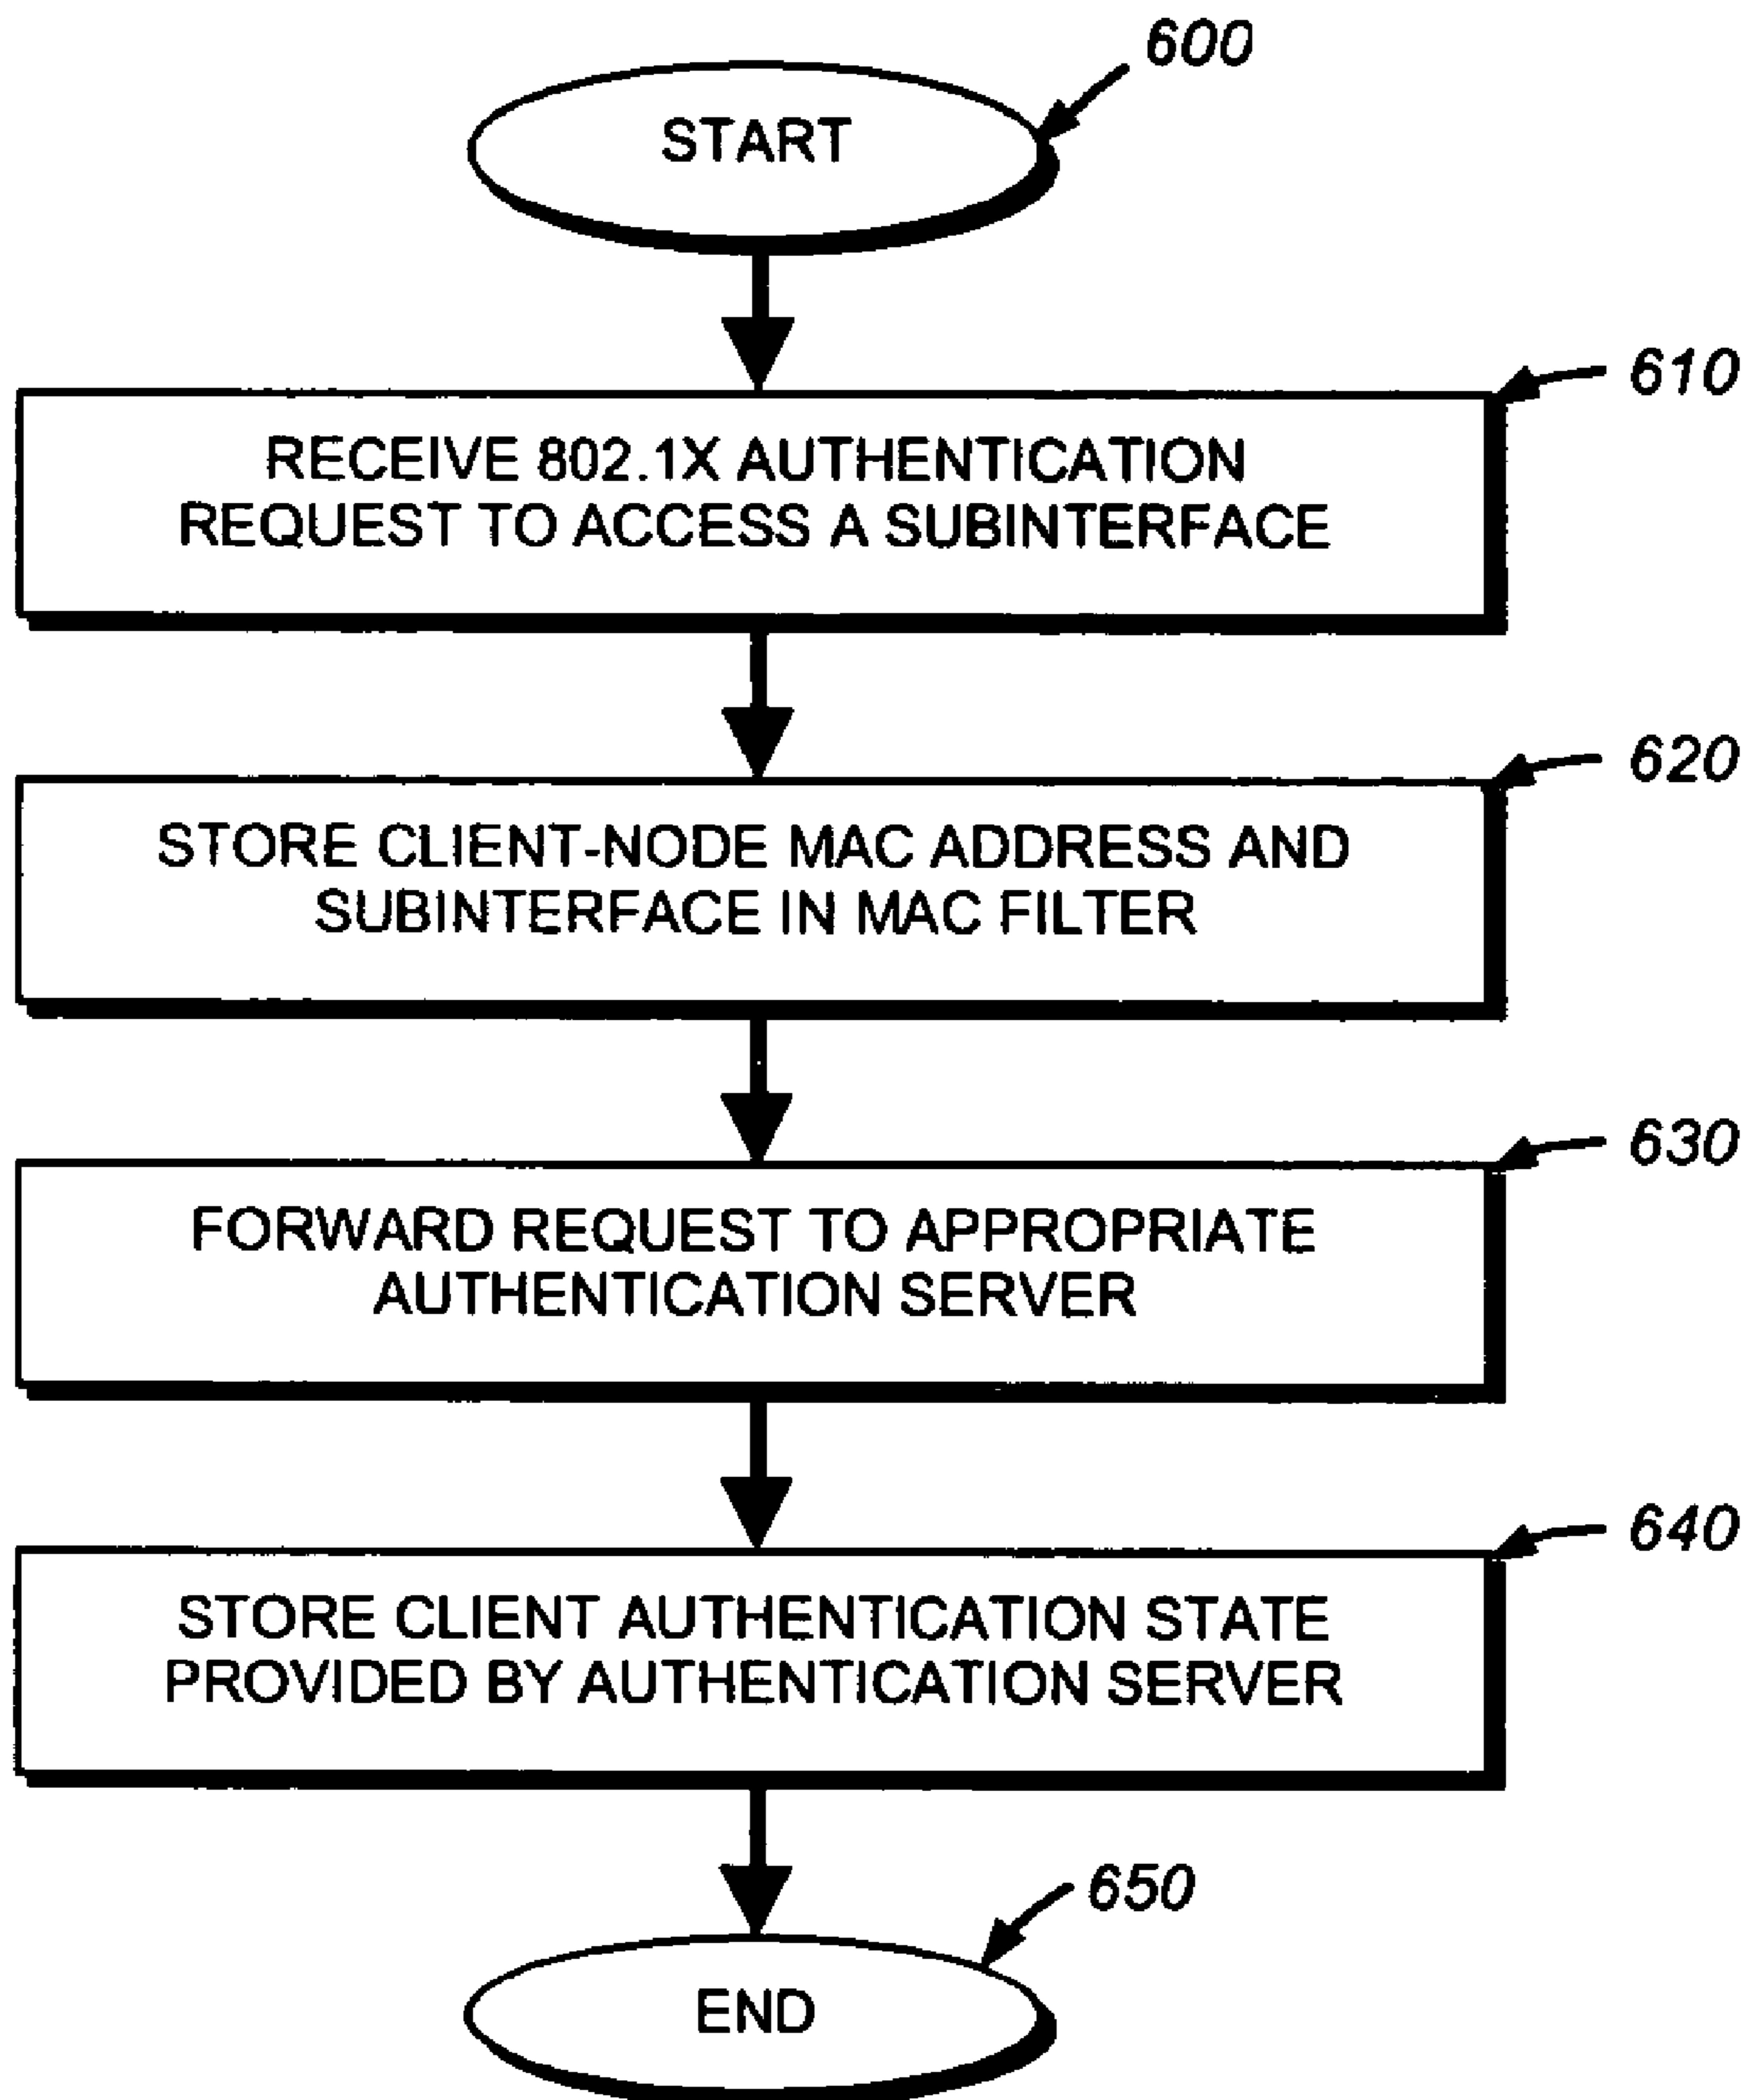 600
START
610
RECEIVE 802.1X AUTHENTICATION
REQUEST TO ACCESS A SUBINTERFACE
620
STORE CLIENT-NODE MAC ADDRESS AND
SUBINTERFACE IN MAC FILTER
630
FORWARD REQUEST TO APPROPRIATE
AUTHENTICATION SERVER
640
STORE CLIENT AUTHENTICATION STATE
PROVIDED BY AUTHENTICATION SERVER
650
END